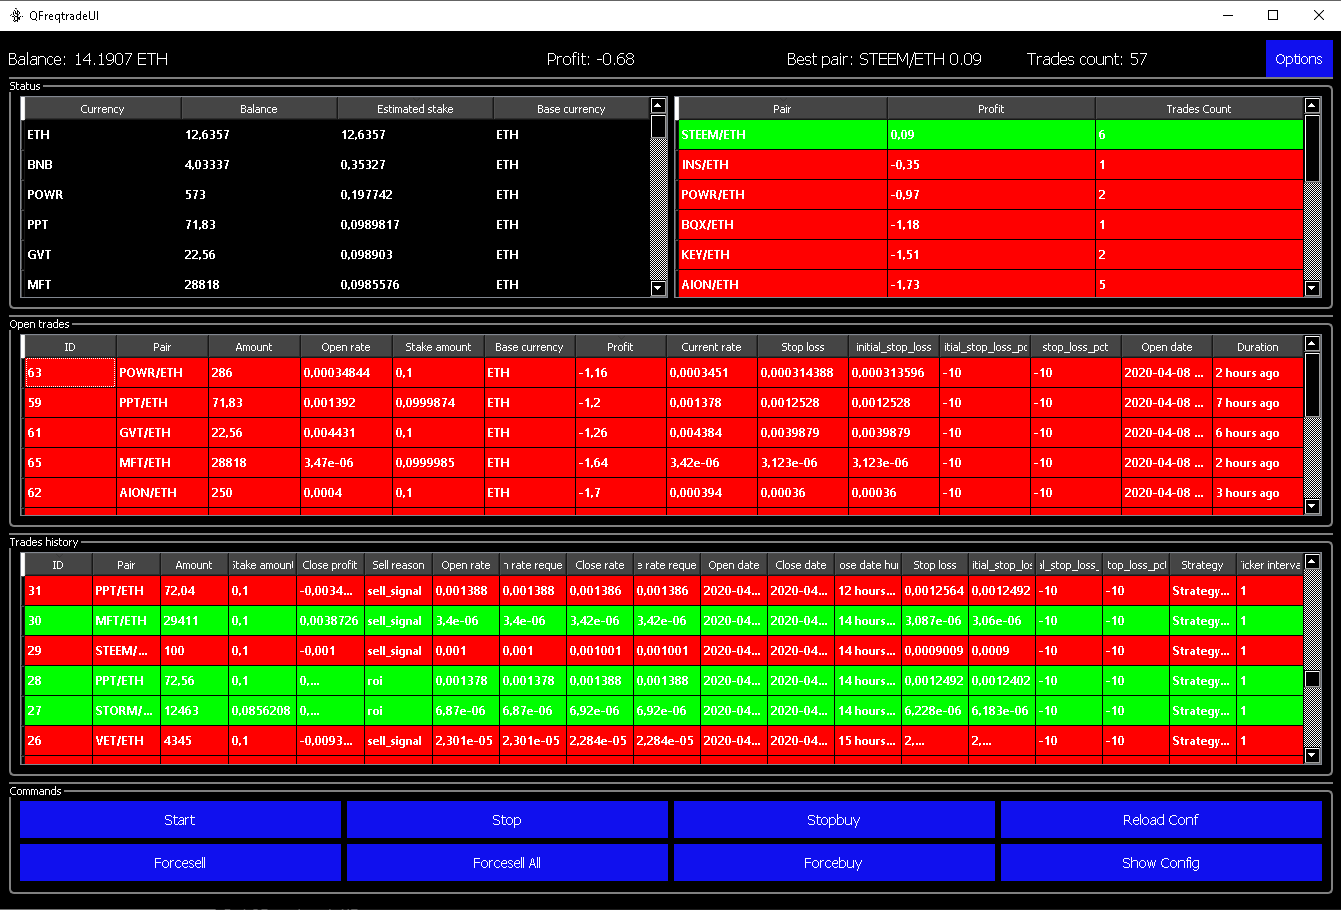 QFreqtradeUI
Balance: 14.1907 ETH Profit: -0.68 Best pair: STEEM/ETH 0.09 Trades count: 57 Options
Status
Currency Balance Estimated stake Base currency
ETH 12,6357 12,6357 ETH
BNB 4,03337 0,35327 ETH
POWR 573 0,197742 ETH
PPT 71,83 0,0989817 ETH
GVT 22,56 0,098903 ETH
MFT 28818 0,0985576 ETH
Pair Profit Trades Count
STEEM/ETH 0,09 6
INS/ETH -0,35 1
POWR/ETH -0,97 2
BQX/ETH -1,18 1
KEY/ETH -1,51 2
AION/ETH -1,73 5
Open trades
ID Pair Amount Open rate Stake amount Base currency Profit Current rate Stop loss initial_stop_loss itial_stop_loss_pc stop_loss_pct Open date Duration
63 POWR/ETH 286 0,00034844 0,1 ETH -1,16 0,0003451 0,000314388 0,000313596 -10 -10 2020-04-08 ... 2 hours ago
59 PPT/ETH 71,83 0,001392 0,0999874 ETH -1,2 0,001378 0,0012528 0,0012528 -10 -10 2020-04-08 ... 7 hours ago
61 GVT/ETH 22,56 0,004431 0,1 ETH -1,26 0,004384 0,0039879 0,0039879 -10 -10 2020-04-08 ... 6 hours ago
65 MFT/ETH 28818 3,47e-06 0,0999985 ETH -1,64 3,42e-06 3,123e-06 3,123e-06 -10 -10 2020-04-08 ... 2 hours ago
62 AION/ETH 250 0,0004 0,1 ETH -1,7 0,000394 0,00036 0,00036 -10 -10 2020-04-08 ... 3 hours ago
Trades history
ID Pair Amount Stake amount Close profit Sell reason Open rate n rate reque Close rate e rate reque Open date Close date ose date hu Stop loss itial_stop_los al_stop_loss_ top_loss_pct Strategy icker interva
31 PPT/ETH 72,04 0,1 -0,0034... sell_signal 0,001388 0,001388 0,001386 0,001386 2020-04... 2020-04... 12 hours... 0,0012564 0,0012492 -10 -10 Strategy... 1
30 MFT/ETH 29411 0,1 0,0038726 sell_signal 3,4e-06 3,4e-06 3,42e-06 3,42e-06 2020-04... 2020-04... 14 hours... 3,087e-06 3,06e-06 -10 -10 Strategy... 1
29 STEEM/... 100 0,1 -0,001 sell_signal 0,001 0,001 0,001001 0,001001 2020-04... 2020-04... 14 hours... 0,0009009 0,0009 -10 -10 Strategy... 1
28 PPT/ETH 72,56 0,1 0,... roi 0,001378 0,001378 0,001388 0,001388 2020-04... 2020-04... 14 hours... 0,0012492 0,0012402 -10 -10 Strategy... 1
27 STORM/... 12463 0,0856208 0,... roi 6,87e-06 6,87e-06 6,92e-06 6,92e-06 2020-04... 2020-04... 14 hours... 6,228e-06 6,183e-06 -10 -10 Strategy... 1
26 VET/ETH 4345 0,1 -0,0093... sell_signal 2,301e-05 2,301e-05 2,284e-05 2,284e-05 2020-04... 2020-04... 15 hours... 2,... 2,... -10 -10 Strategy... 1
Commands
Start Stop Stopbuy Reload Conf
Forcesell Forcesell All Forcebuy Show Config